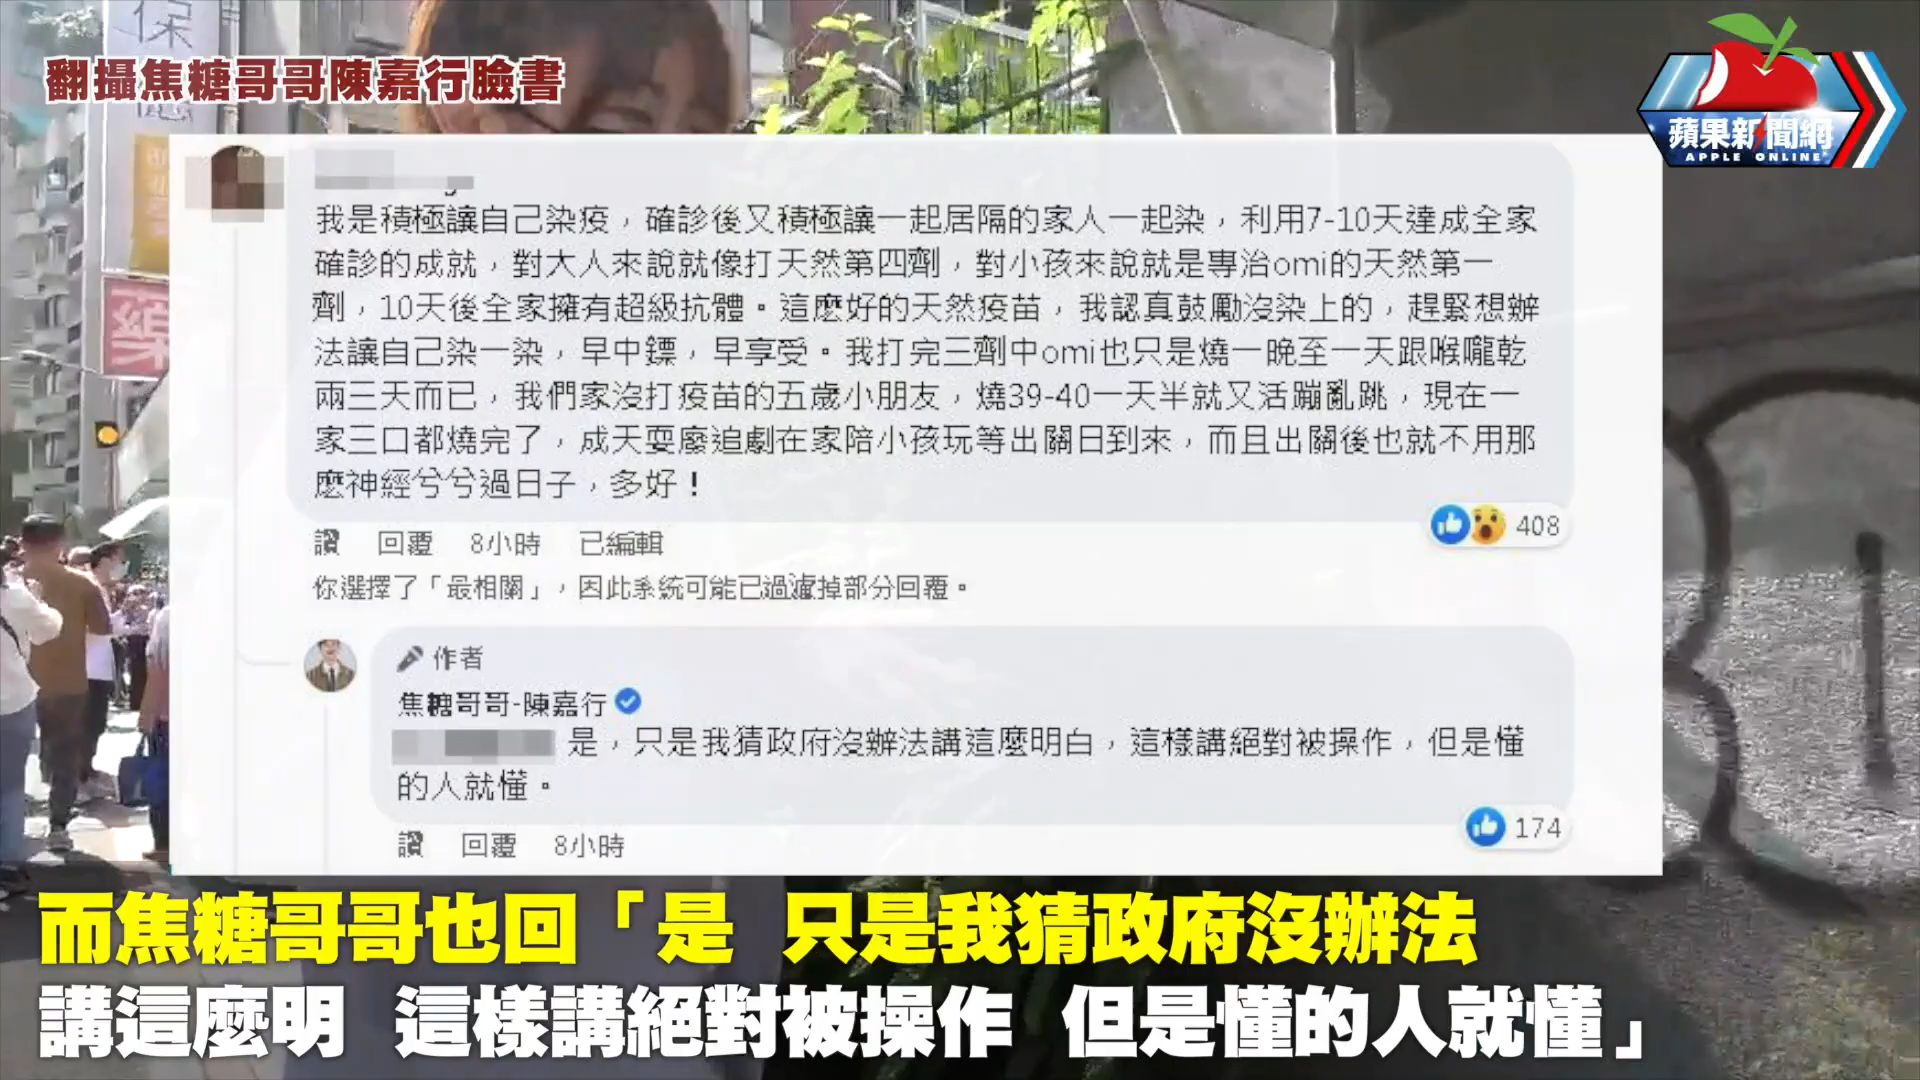 翻攝焦糖哥哥陳嘉行臉書
蘋果新聞網
APPLE ONLINE
保
樂
我是積極讓自己染疫，確診後又積極讓一起居隔的家人一起染，利用7-10天達成全家
確診的成就，對大人來說就像打天然第四劑，對小孩來說就是專治omi的天然第一
劑，10天後全家擁有超級抗體。這麼好的天然疫苗，我認真鼓勵沒染上的，趕緊想辦
法讓自己染一染，早中鏢，早享受。我打完三劑中omi也只是燒一晚至一天跟喉嚨乾
兩三天而已，我們家沒打疫苗的五歲小朋友，燒39-40一天半就又活蹦亂跳，現在一
家三口都燒完了，成天耍廢追劇在家陪小孩玩等出關日到來，而且出關後也就不用那
麼神經兮兮過日子，多好！
408
讚 回覆 8小時 已編輯
你選擇了「最相關」，因此系統可能已過濾掉部分回覆。
作者
焦糖哥哥-陳嘉行
是，只是我猜政府沒辦法講這麼明白，這樣講絕對被操作，但是懂
的人就懂。
174
讚 回覆 8小時
而焦糖哥哥也回「是 只是我猜政府沒辦法
講這麼明 這樣講絕對被操作 但是懂的人就懂」